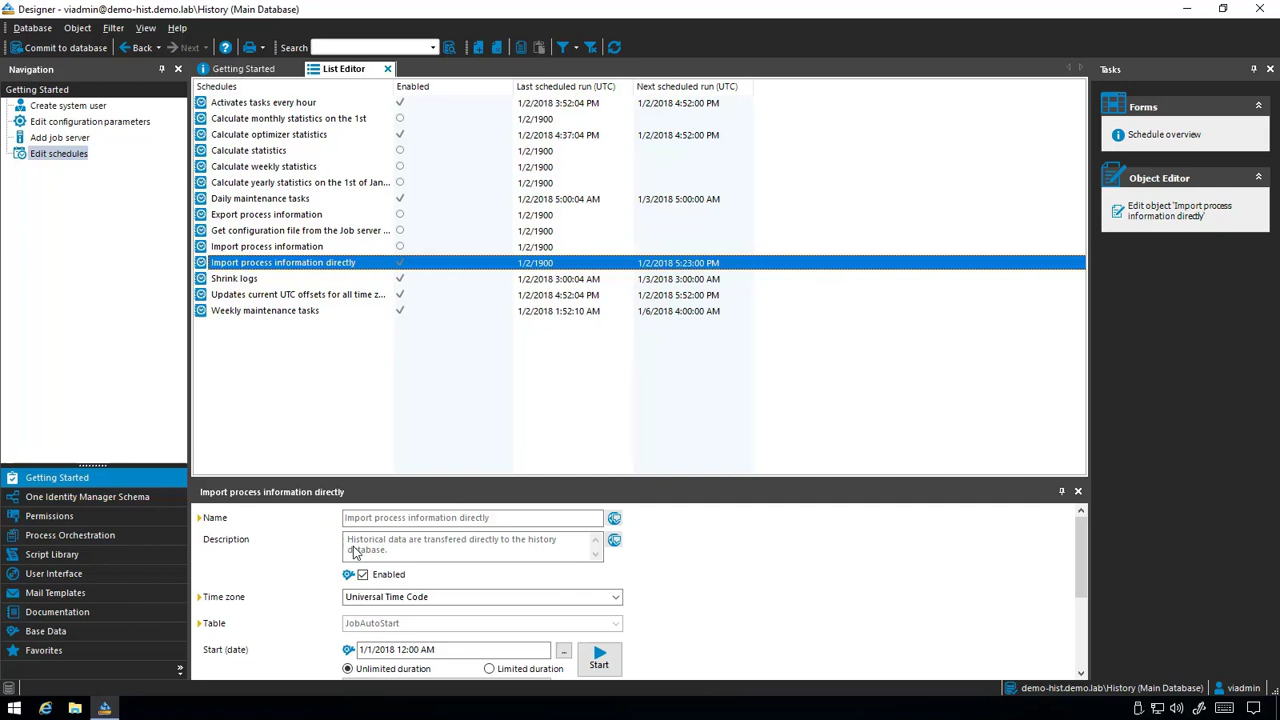 Designer - viadmin@demo-hist.demo.lab\History (Main Database)
Database Object Filter View Help
Commit to database Back Next Search
Navigation
Getting Started
Create system user
Edit configuration parameters
Add job server
Edit schedules
Getting Started
One Identity Manager Schema
Permissions
Process Orchestration
Script Library
User Interface
Mail Templates
Documentation
Base Data
Favorites
Getting Started List Editor
Schedules Enabled Last scheduled run (UTC) Next scheduled run (UTC)
Activates tasks every hour 1/2/2018 3:52:04 PM 1/2/2018 4:52:00 PM
Calculate monthly statistics on the 1st 1/2/1900
Calculate optimizer statistics 1/2/2018 4:37:04 PM 1/2/2018 4:52:00 PM
Calculate statistics 1/2/1900
Calculate weekly statistics 1/2/1900
Calculate yearly statistics on the 1st of Jan... 1/2/1900
Daily maintenance tasks 1/2/2018 5:00:04 AM 1/3/2018 5:00:00 AM
Export process information 1/2/1900
Get configuration file from the Job server ... 1/2/1900
Import process information 1/2/1900
Import process information directly 1/2/1900 1/2/2018 5:23:00 PM
Shrink logs 1/2/2018 3:00:04 AM 1/3/2018 3:00:00 AM
Updates current UTC offsets for all time z... 1/2/2018 4:52:04 PM 1/2/2018 5:52:00 PM
Weekly maintenance tasks 1/2/2018 1:52:10 AM 1/6/2018 4:00:00 AM
Import process information directly
Name Import process information directly
Description Historical data are transfered directly to the history
database.
Enabled
Time zone Universal Time Code
Table JobAutoStart
Start (date) 1/1/2018 12:00 AM ... Start
Unlimited duration Limited duration
Tasks
Forms
Schedule overview
Object Editor
Edit object 'Import process
information directly'
demo-hist.demo.lab\History (Main Database) viadmin